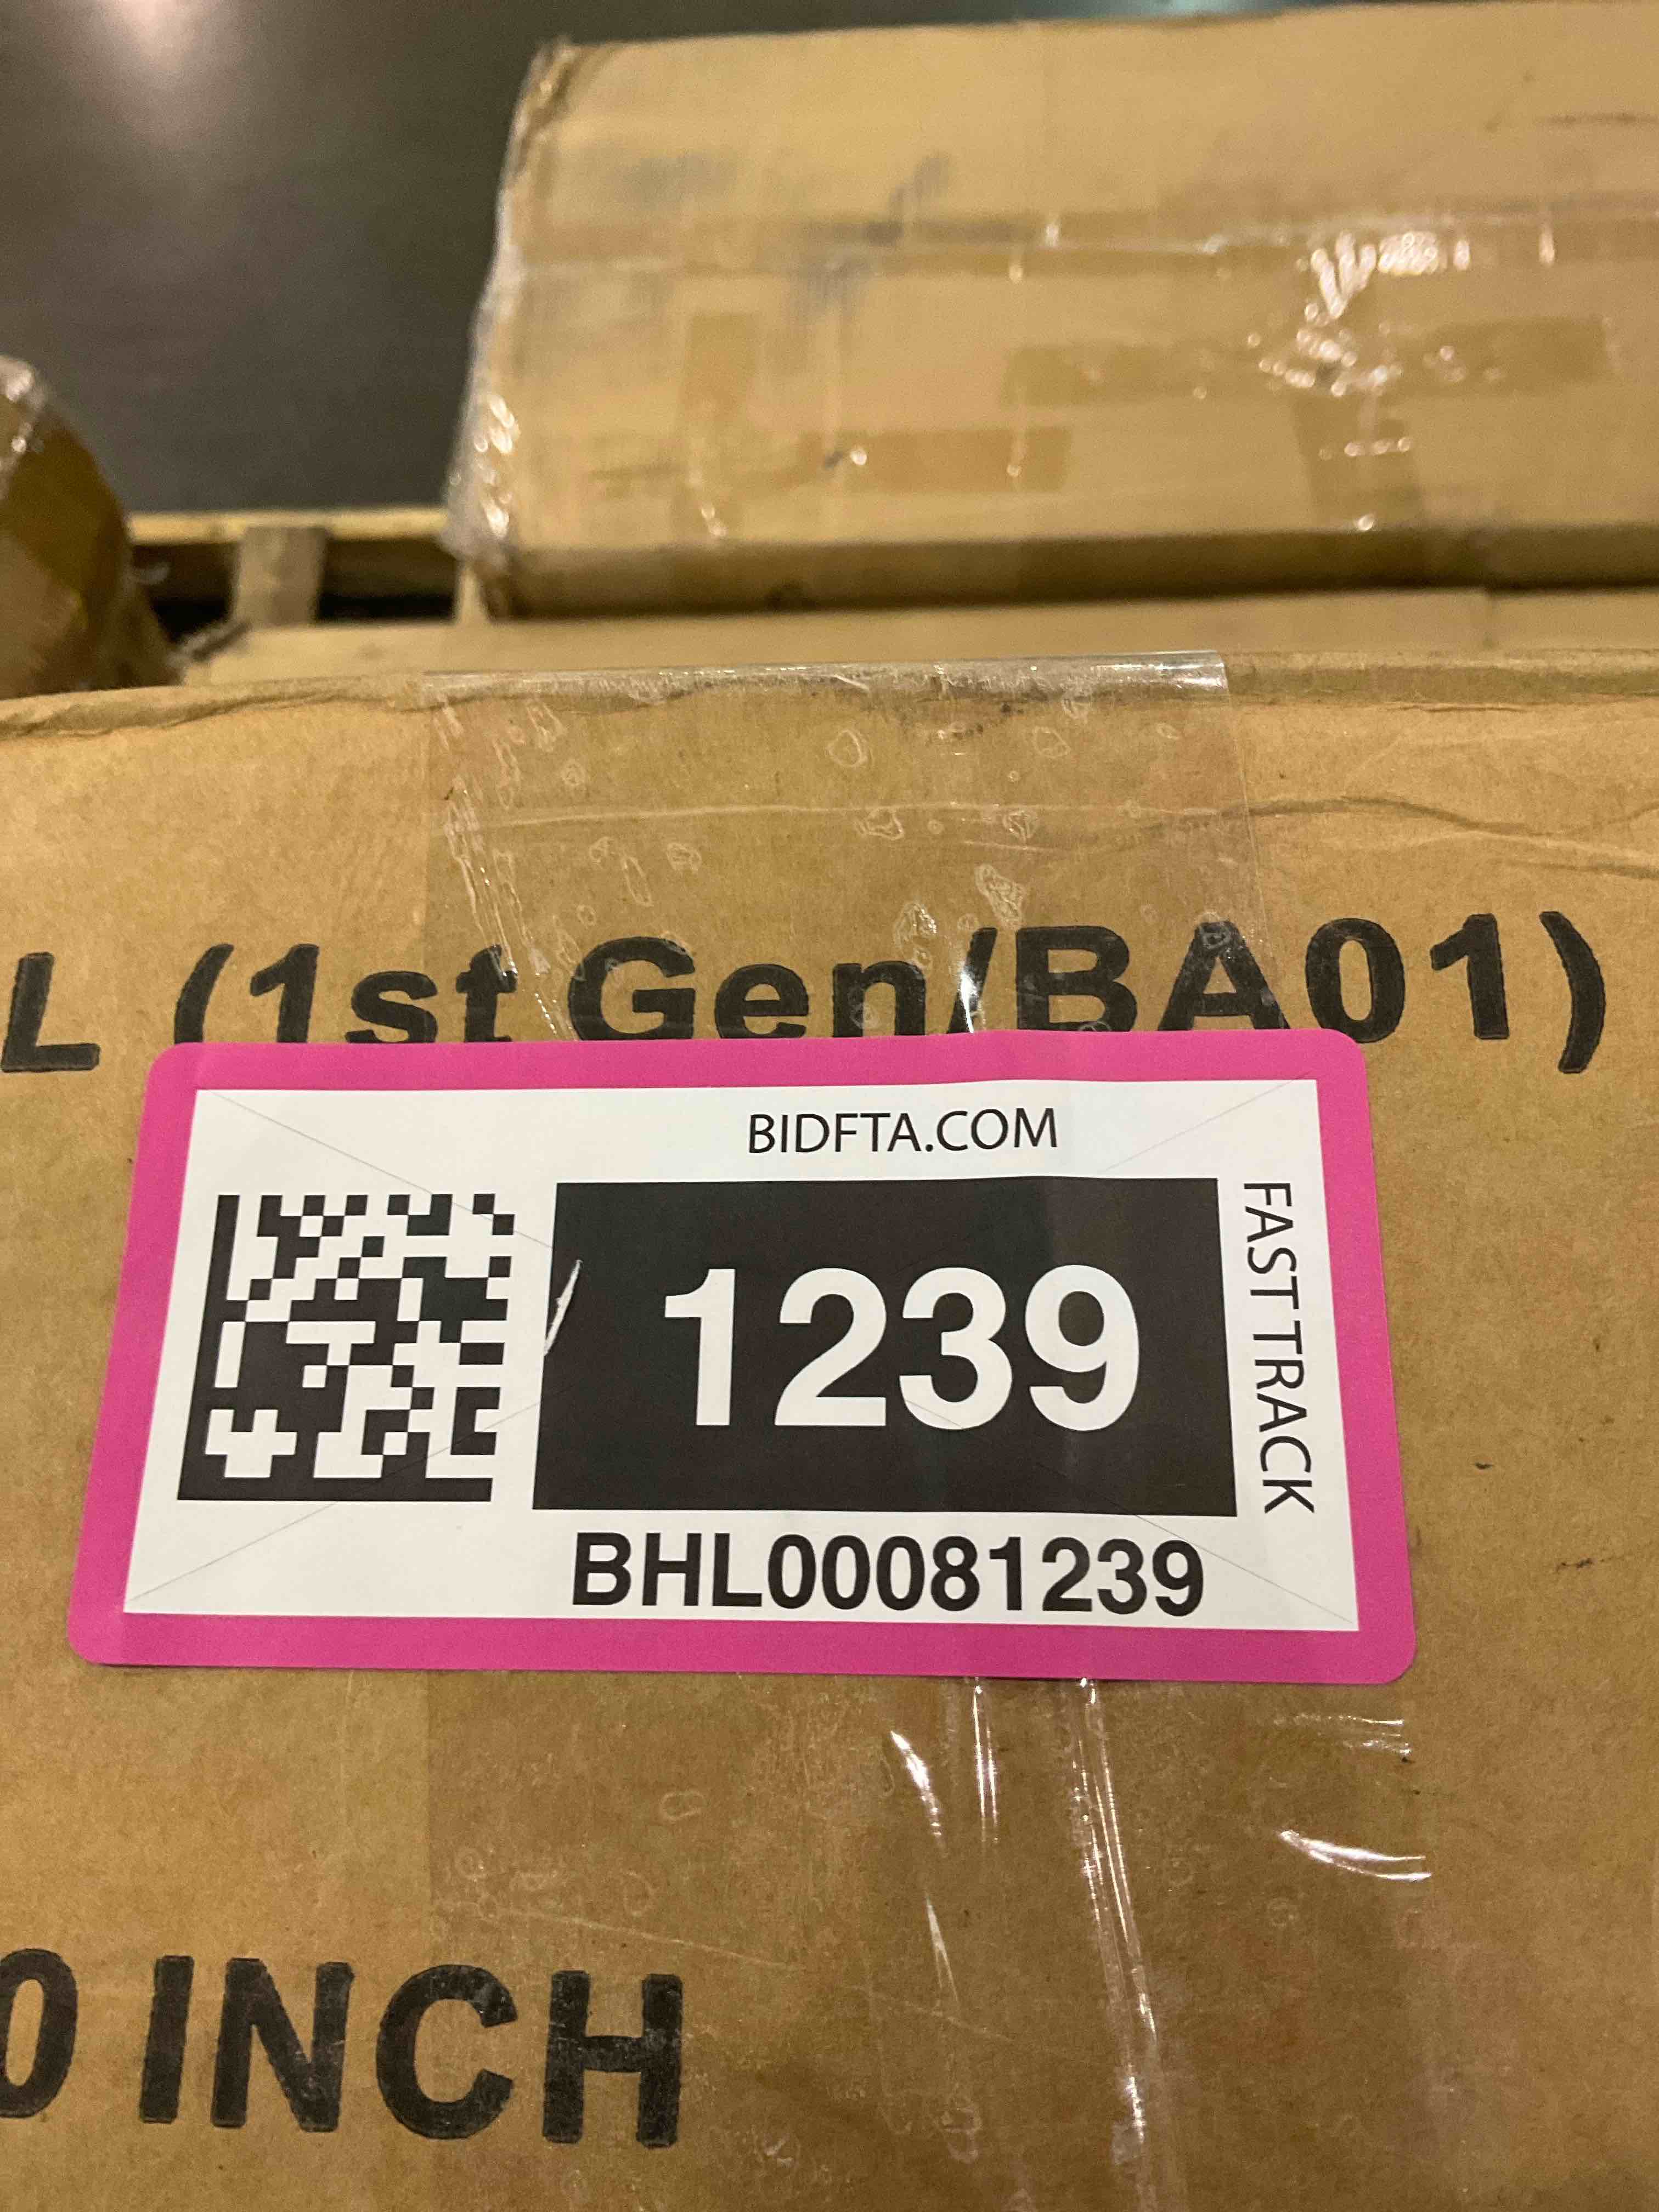 L (1st Gen/BA01)
BIDFTA.COM
1239
FAST TRACK
BHL00081239
0 INCH